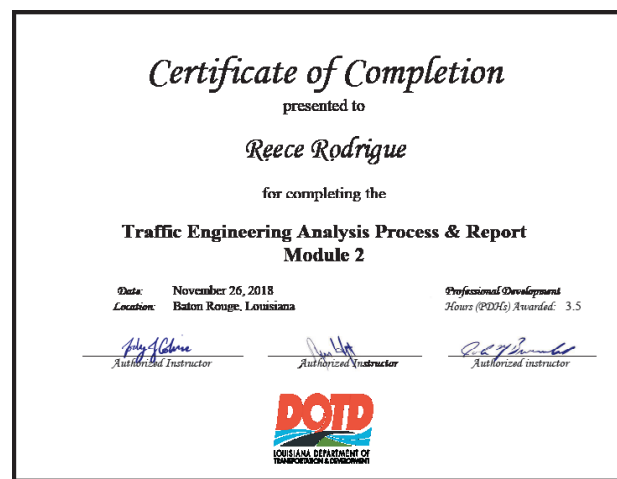 Certificate of Completion
presented to
Reece Rodrigue
for completing the
Traffic Engineering Analysis Process & Report
Module 2
Date: November 26, 2018
Location: Baton Rouge, Louisiana
Professional Development
Hours (PDHs) Awarded: 3.5
Authorized Instructor
Authorized Instructor
Authorized instructor
DOTD
LOUISIANA DEPARTMENT OF
TRANSPORTATION & DEVELOPMENT